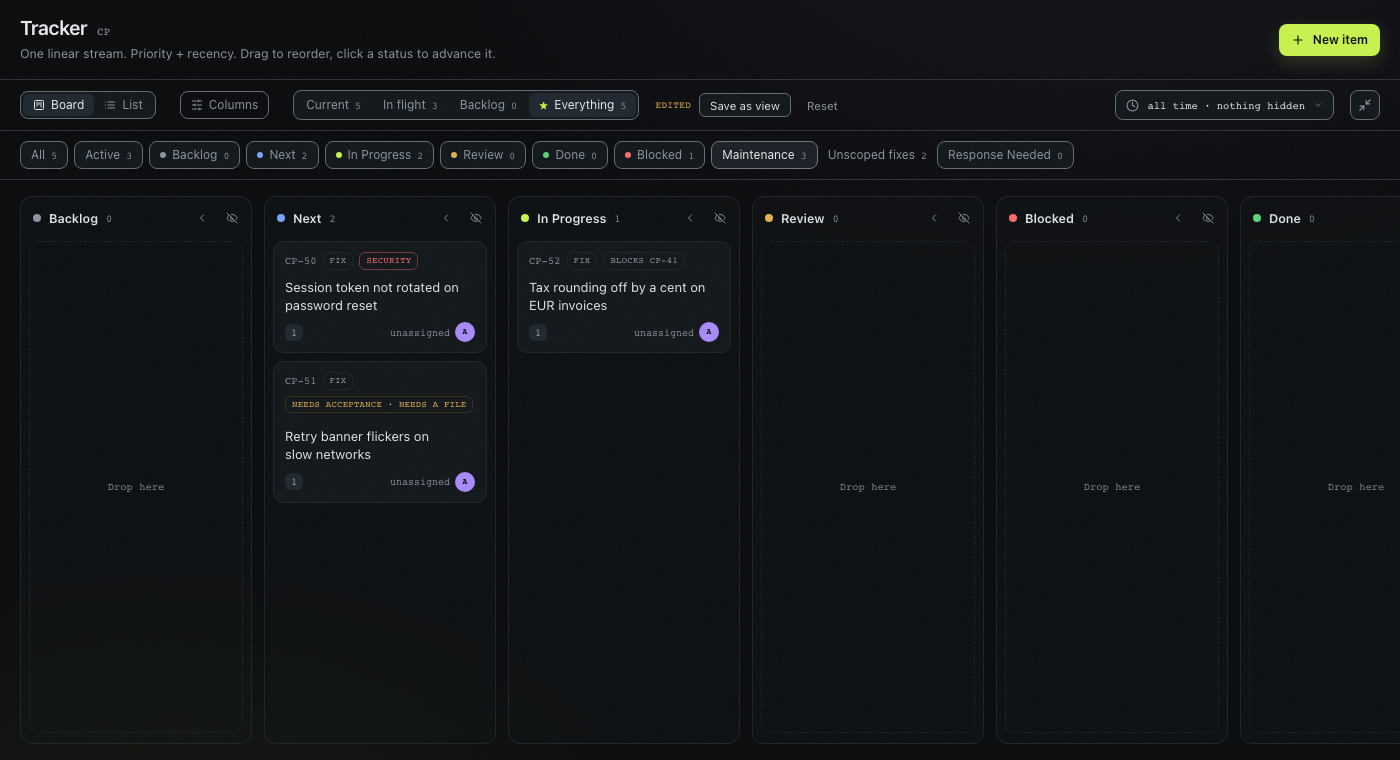 Tracker CP
One linear stream. Priority + recency. Drag to reorder, click a status to advance it.
New item
Board List Columns Current 5 In flight 3 Backlog 0 Everything 5 EDITED Save as view Reset all time · nothing hidden
All 5 Active 3 Backlog 0 Next 2 In Progress 2 Review 0 Done 0 Blocked 1 Maintenance 3 Unscoped fixes 2 Response Needed 0
Backlog 0
Drop here
Next 2
CP-50 FIX SECURITY
Session token not rotated on
password reset
1 unassigned A
CP-51 FIX
NEEDS ACCEPTANCE · NEEDS A FILE
Retry banner flickers on
slow networks
1 unassigned A
In Progress 1
CP-52 FIX BLOCKS CP-41
Tax rounding off by a cent on
EUR invoices
1 unassigned A
Review 0
Drop here
Blocked 0
Drop here
Done 0
Drop here